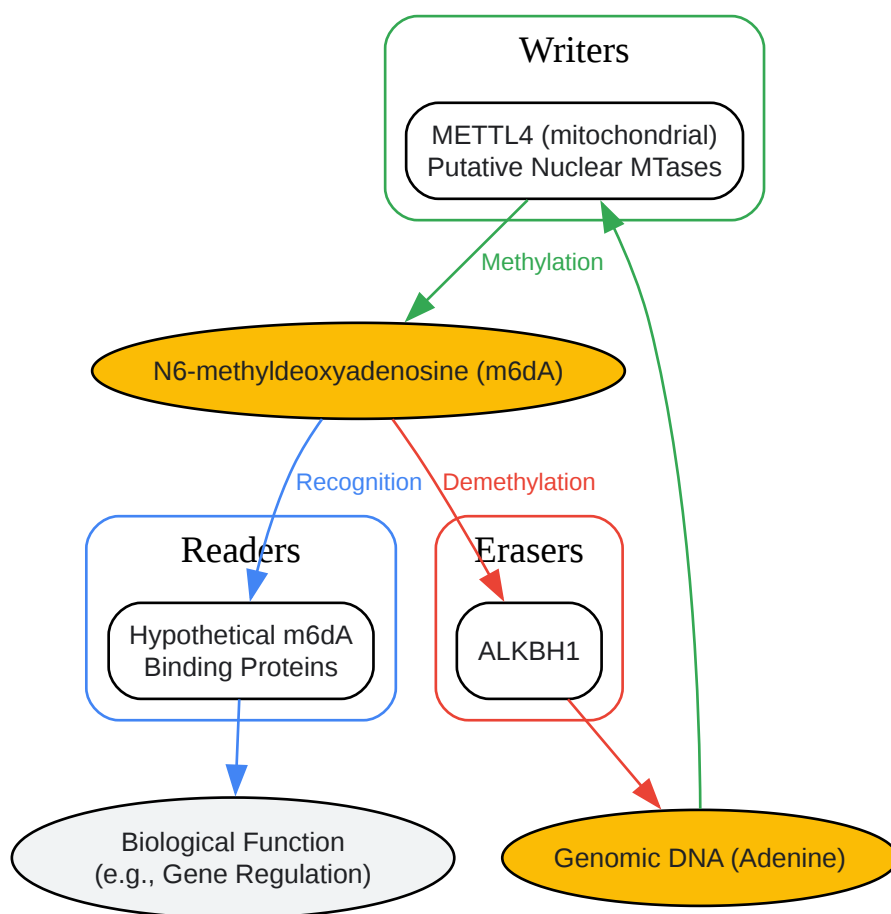 Writers
METTL4 (mitochondrial)
Putative Nuclear MTases
Methylation
N6-methyldeoxyadenosine (m6dA)
Recognition
Demethylation
Readers
Erasers
Hypothetical m6dA
Binding Proteins
ALKBH1
Biological Function
(e.g., Gene Regulation)
Genomic DNA (Adenine)